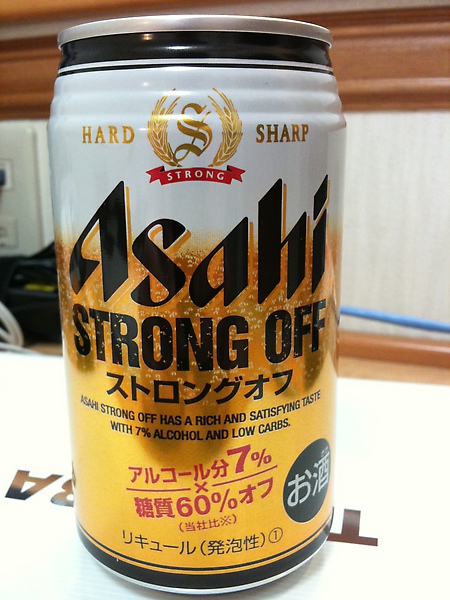 HARD S SHARP
STRONG
Asahi
STRONG OFF
ストロングオフ
ASAHI STRONG OFF HAS A RICH AND SATISFYING TASTE
WITH 7% ALCOHOL AND LOW CARBS.
アルコール分7%
×
糖質60%オフ
(当社比※)
お酒
リキュール(発泡性)①